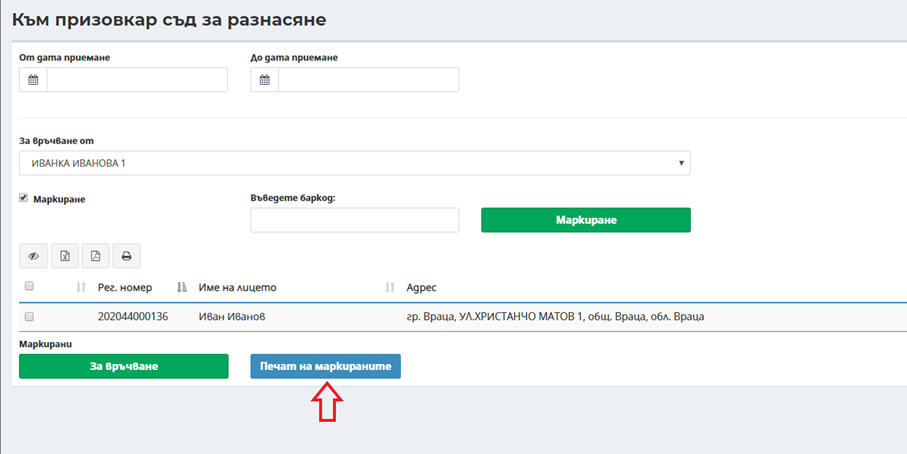 Към призовкар съд за разнасяне
От дата приемане До дата приемане
За връчване от
ИВАНКА ИВАНОВА 1
Маркиране Въведете баркод:
Маркиране
Рег. номер Име на лицето Адрес
202044000136 Иван Иванов гр. Враца, УЛ.ХРИСТАНЧО МАТОВ 1, общ. Враца, обл. Враца
Маркирани
За връчване Печат на маркираните